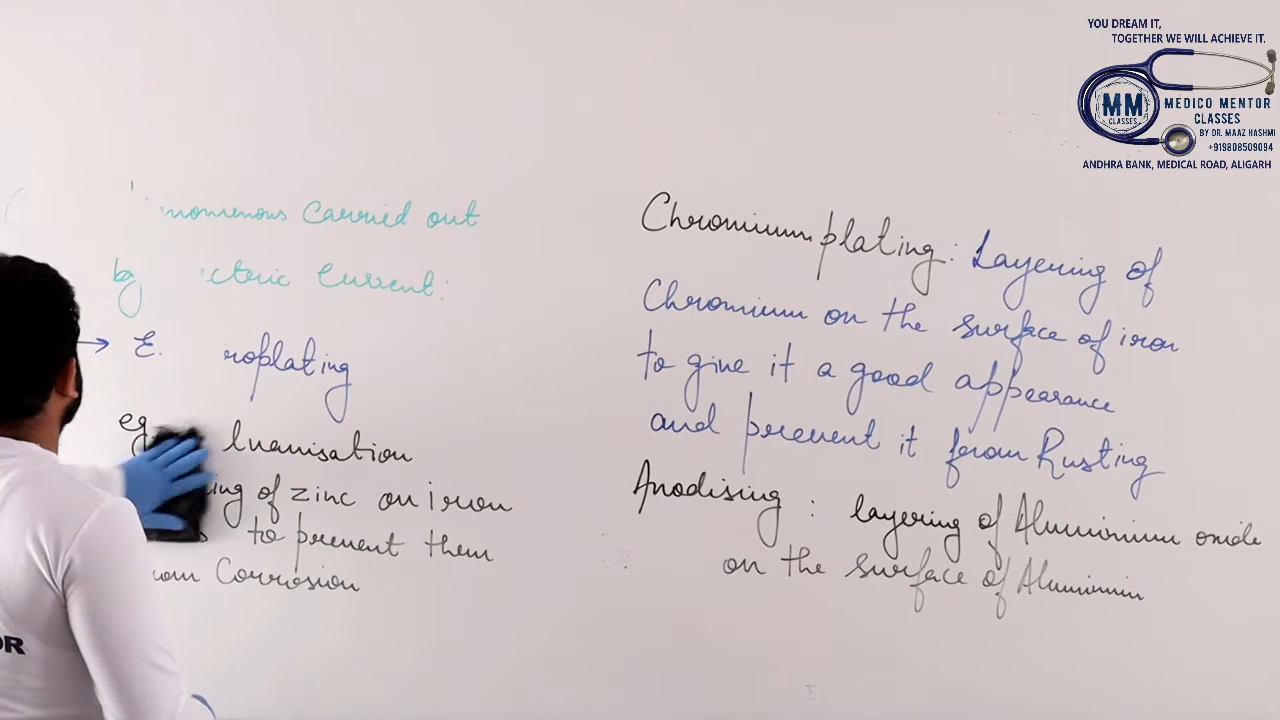 YOU DREAM IT,
TOGETHER WE WILL ACHIEVE IT.
MM
CLASSES
MEDICO MENTOR
CLASSES
BY DR. MAAZ HASHMI
+919808509094
ANDHRA BANK, MEDICAL ROAD, ALIGARH
nomenous Carried out
by ctric Current:
→ E. roplating
eg lvanisation
ing of zinc on iron
to prevent them
Corrosion
Chromium plating: Layering of
Chromium on the surface of iron
to give it a good appearance
and prevent it from Rusting
Anodising : layering of Aluminium oxide
on the surface of Aluminium
OR